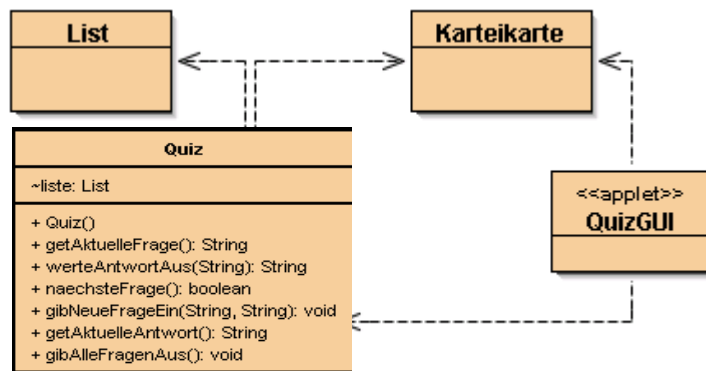 List
Karteikarte
Quiz
~liste: List
+ Quiz()
+ getAktuelleFrage(): String
+ werteAntwortAus(String): String
+ naechsteFrage(): boolean
+ gibNeueFrageEin(String, String): void
+ getAktuelleAntwort(): String
+ gibAlleFragenAus(): void
<<applet>>
QuizGUI